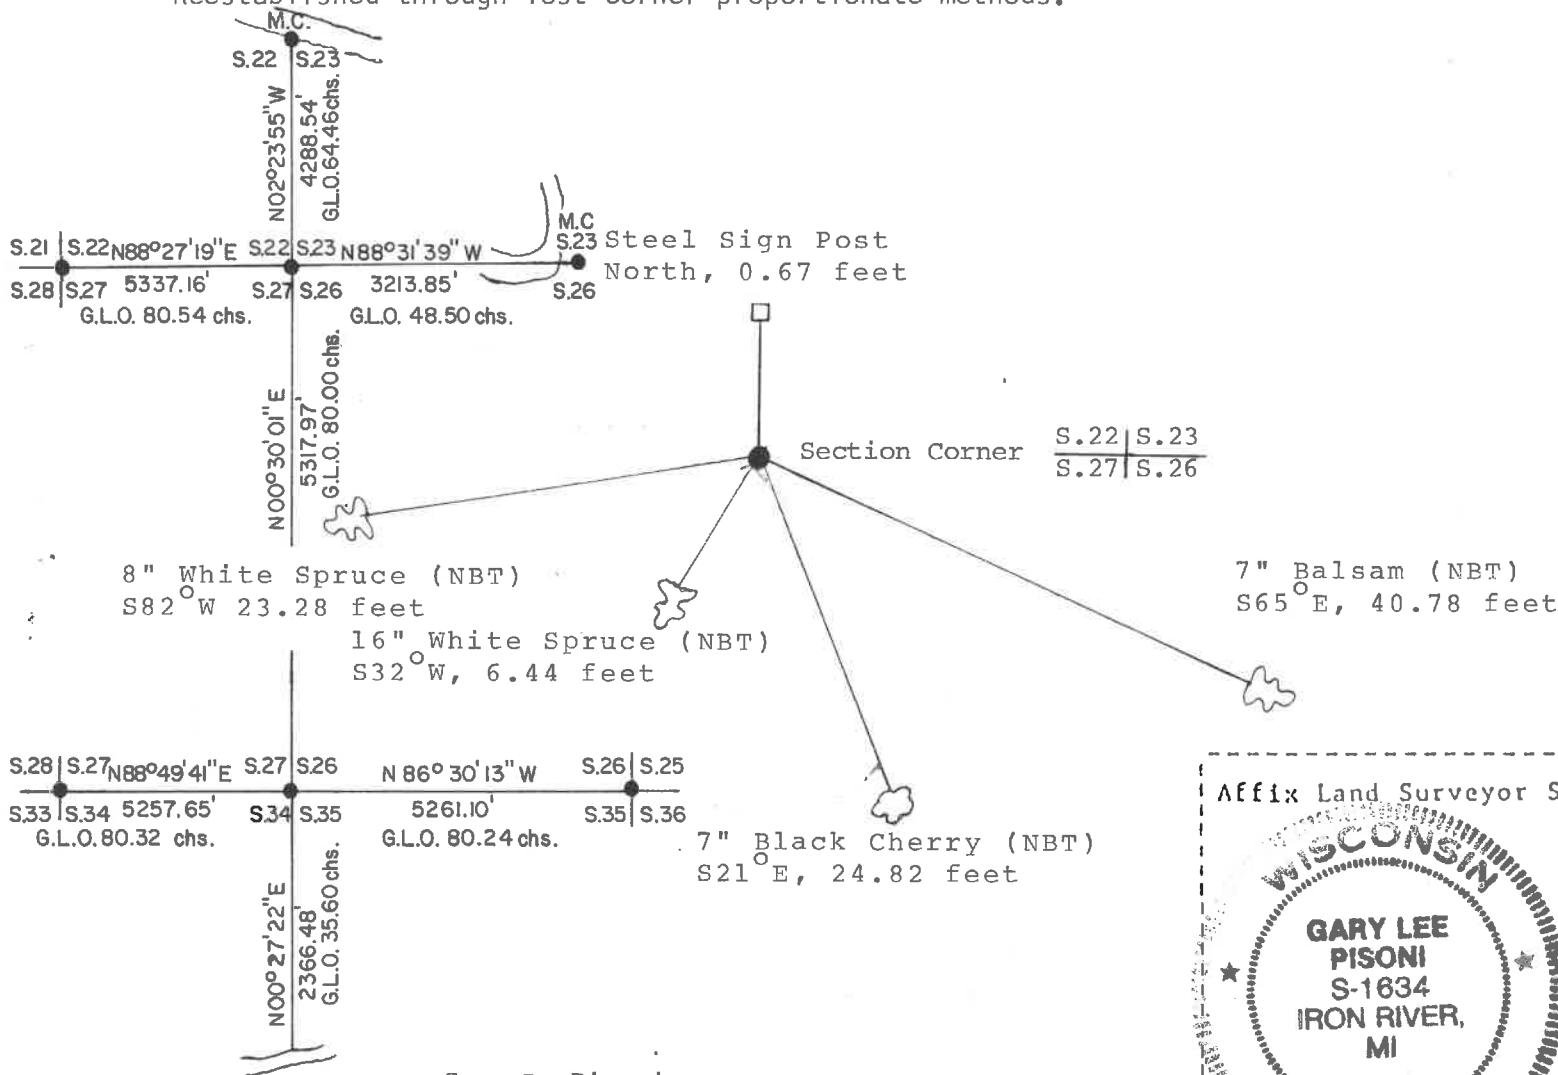 Reestablished through lost corner proportionate methods.
M.C.
S.22 S.23
N02°23'55"W
4288.54'
G.L.O. 64.46 chs.
M.C
S.21 S.22 N88°27'19"E S.22 S.23 N88°31'39"W S.23
S.28 S.27 5337.16' S.27 S.26 3213.85' S.26
G.L.O. 80.54 chs. G.L.O. 48.50 chs.
Steel Sign Post
North, 0.67 feet
N00°30'01"E
5317.97'
G.L.O. 80.00 chs.
Section Corner
S.22 S.23
S.27 S.26
8" White Spruce (NBT)
S82°W 23.28 feet
16" White Spruce (NBT)
S32°W, 6.44 feet
7" Balsam (NBT)
S65°E, 40.78 feet
S.28 S.27 N88°49'41"E S.27 S.26 N 86°30'13" W S.26 S.25
S.33 S.34 5257.65' S.34 S.35 5261.10' S.35 S.36
G.L.O. 80.32 chs. G.L.O. 80.24 chs.
7" Black Cherry (NBT)
S21°E, 24.82 feet
N00°27'22"E
2366.48'
G.L.O. 35.60 chs.
Affix Land Surveyor S
WISCONSIN
GARY LEE
PISONI
S-1634
IRON RIVER,
MI